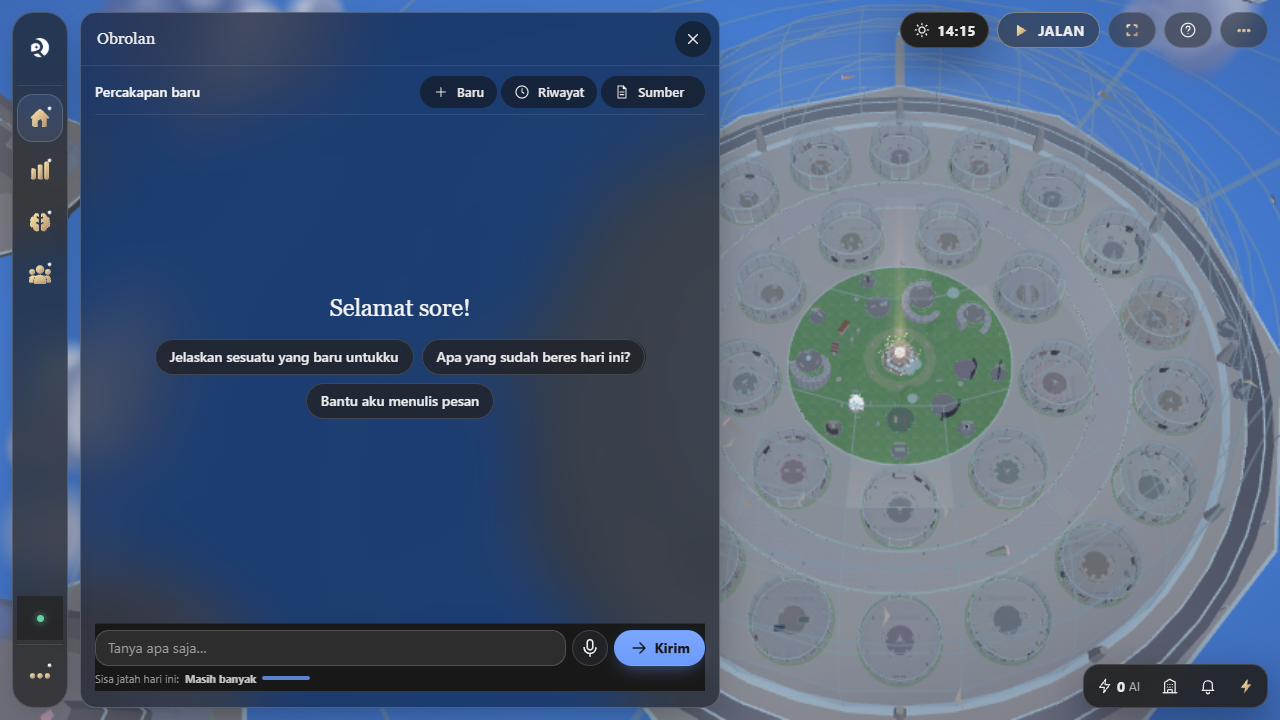 Obrolan
14:15
JALAN
Percakapan baru
Baru
Riwayat
Sumber
Selamat sore!
Jelaskan sesuatu yang baru untukku
Apa yang sudah beres hari ini?
Bantu aku menulis pesan
Tanya apa saja...
Kirim
Sisa jatah hari ini: Masih banyak
0 AI